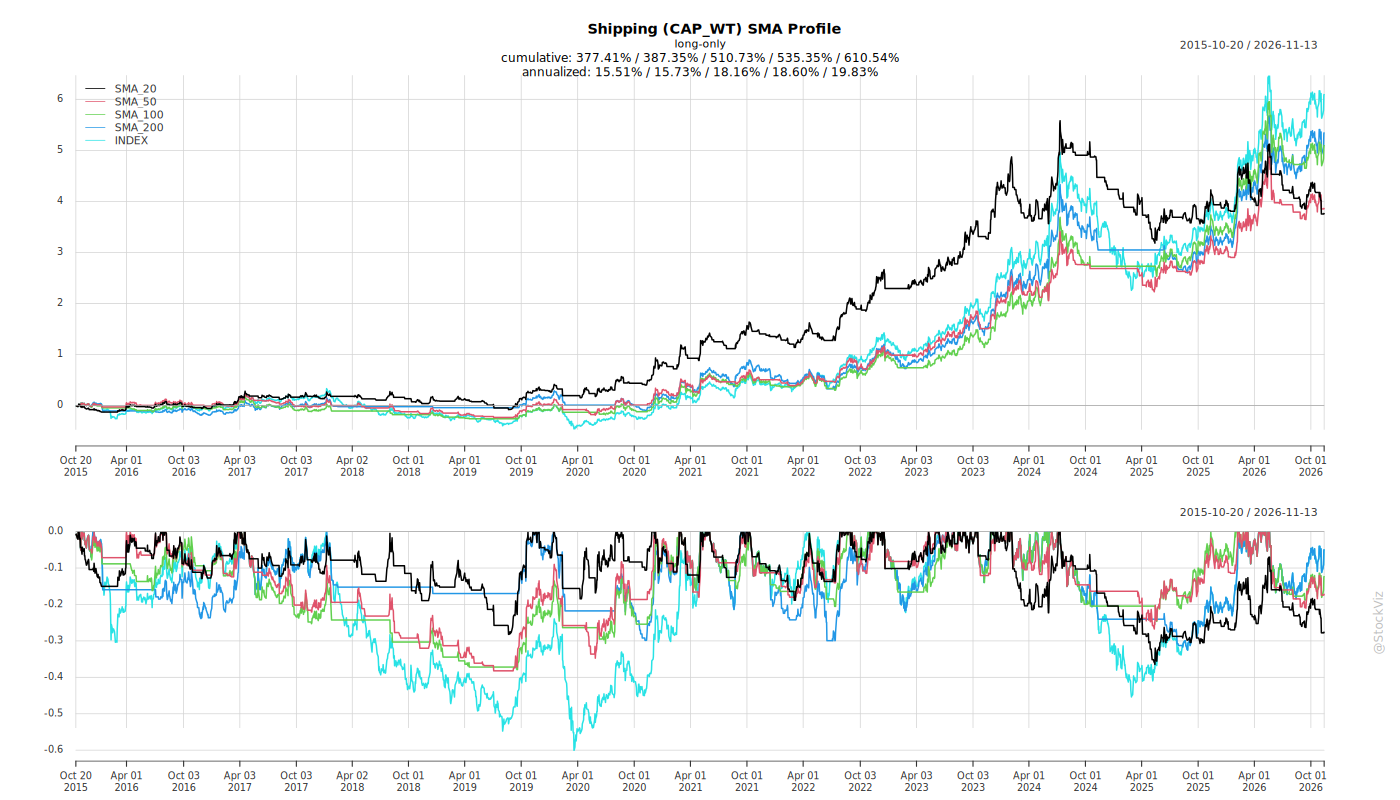 Shipping (CAP_WT) SMA Profile
long-only
cumulative: 377.41% / 387.35% / 510.73% / 535.35% / 610.54%
annualized: 15.51% / 15.73% / 18.16% / 18.60% / 19.83%
2015-10-20 / 2026-11-13
SMA_20
SMA_50
SMA_100
SMA_200
INDEX
6
5
4
3
2
1
0
Oct 20 Apr 01 Oct 03 Apr 03 Oct 03 Apr 02 Oct 01 Apr 01 Oct 01 Apr 01 Oct 01 Apr 01 Oct 01 Apr 01 Oct 03 Apr 03 Oct 03 Apr 01 Oct 01 Apr 01 Oct 01 Apr 01 Oct 01
2015 2016 2016 2017 2017 2018 2018 2019 2019 2020 2020 2021 2021 2022 2022 2023 2023 2024 2024 2025 2025 2026 2026
2015-10-20 / 2026-11-13
0.0
-0.1
-0.2
-0.3
-0.4
-0.5
-0.6
Oct 20 Apr 01 Oct 03 Apr 03 Oct 03 Apr 02 Oct 01 Apr 01 Oct 01 Apr 01 Oct 01 Apr 01 Oct 01 Apr 01 Oct 03 Apr 03 Oct 03 Apr 01 Oct 01 Apr 01 Oct 01 Apr 01 Oct 01
2015 2016 2016 2017 2017 2018 2018 2019 2019 2020 2020 2021 2021 2022 2022 2023 2023 2024 2024 2025 2025 2026 2026
@StockViz